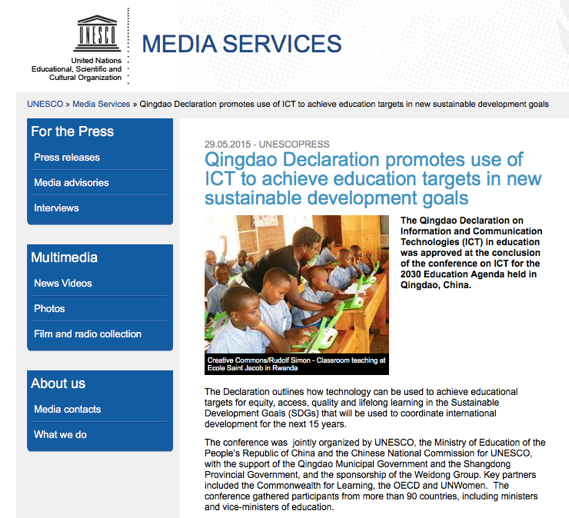 UNESCO
United Nations
Educational, Scientific and
Cultural Organization
MEDIA SERVICES
UNESCO » Media Services » Qingdao Declaration promotes use of ICT to achieve education targets in new sustainable development goals
For the Press
Press releases
Media advisories
Interviews
Multimedia
News Videos
Photos
Film and radio collection
About us
Media contacts
What we do
29.05.2015 - UNESCOPRESS
Qingdao Declaration promotes use of
ICT to achieve education targets in new
sustainable development goals
The Qingdao Declaration on
Information and Communication
Technologies (ICT) in education
was approved at the conclusion
of the conference on ICT for the
2030 Education Agenda held in
Qingdao, China.
Creative Commons/Rudolf Simon - Classroom teaching at
Ecole Saint Jacob in Rwanda
The Declaration outlines how technology can be used to achieve educational
targets for equity, access, quality and lifelong learning in the Sustainable
Development Goals (SDGs) that will be used to coordinate international
development for the next 15 years.
The conference was jointly organized by UNESCO, the Ministry of Education of the
People's Republic of China and the Chinese National Commission for UNESCO,
with the support of the Qingdao Municipal Government and the Shangdong
Provincial Government, and the sponsorship of the Weidong Group. Key partners
included the Commonwealth for Learning, the OECD and UNWomen. The
conference gathered participants from more than 90 countries, including ministers
and vice-ministers of education.